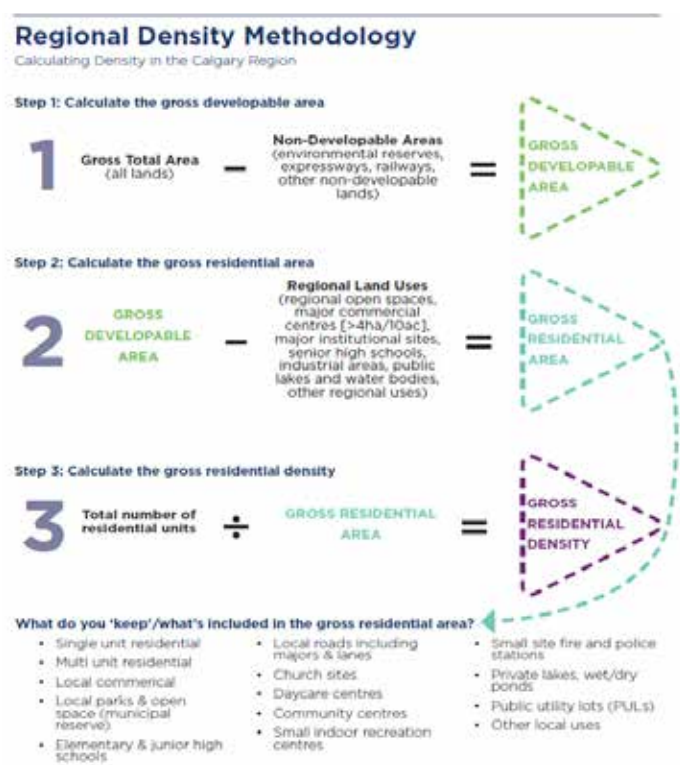 Regional Density Methodology
Calculating Density in the Calgary Region
Step 1: Calculate the gross developable area
1
Gross Total Area
(all lands)
–
Non-Developable Areas
(environmental reserves,
expressways, railways,
other non-developable
lands)
=
GROSS
DEVELOPABLE
AREA
Step 2: Calculate the gross residential area
2
GROSS
DEVELOPABLE
AREA
–
Regional Land Uses
(regional open spaces,
major commercial
centres [>4ha/10ac],
major institutional sites,
senior high schools,
industrial areas, public
lakes and water bodies,
other regional uses)
=
GROSS
RESIDENTIAL
AREA
Step 3: Calculate the gross residential density
3
Total number of
residential units
÷
GROSS RESIDENTIAL
AREA
=
GROSS
RESIDENTIAL
DENSITY
What do you 'keep'/what's included in the gross residential area?
• Single unit residential
• Multi unit residential
• Local commerical
• Local parks & open
space (municipal
reserve)
• Elementary & junior high
schools
• Local roads including
majors & lanes
• Church sites
• Daycare centres
• Community centres
• Small indoor recreation
centres
• Small site fire and police
stations
• Private lakes, wet/dry
ponds
• Public utility lots (PULs)
• Other local uses